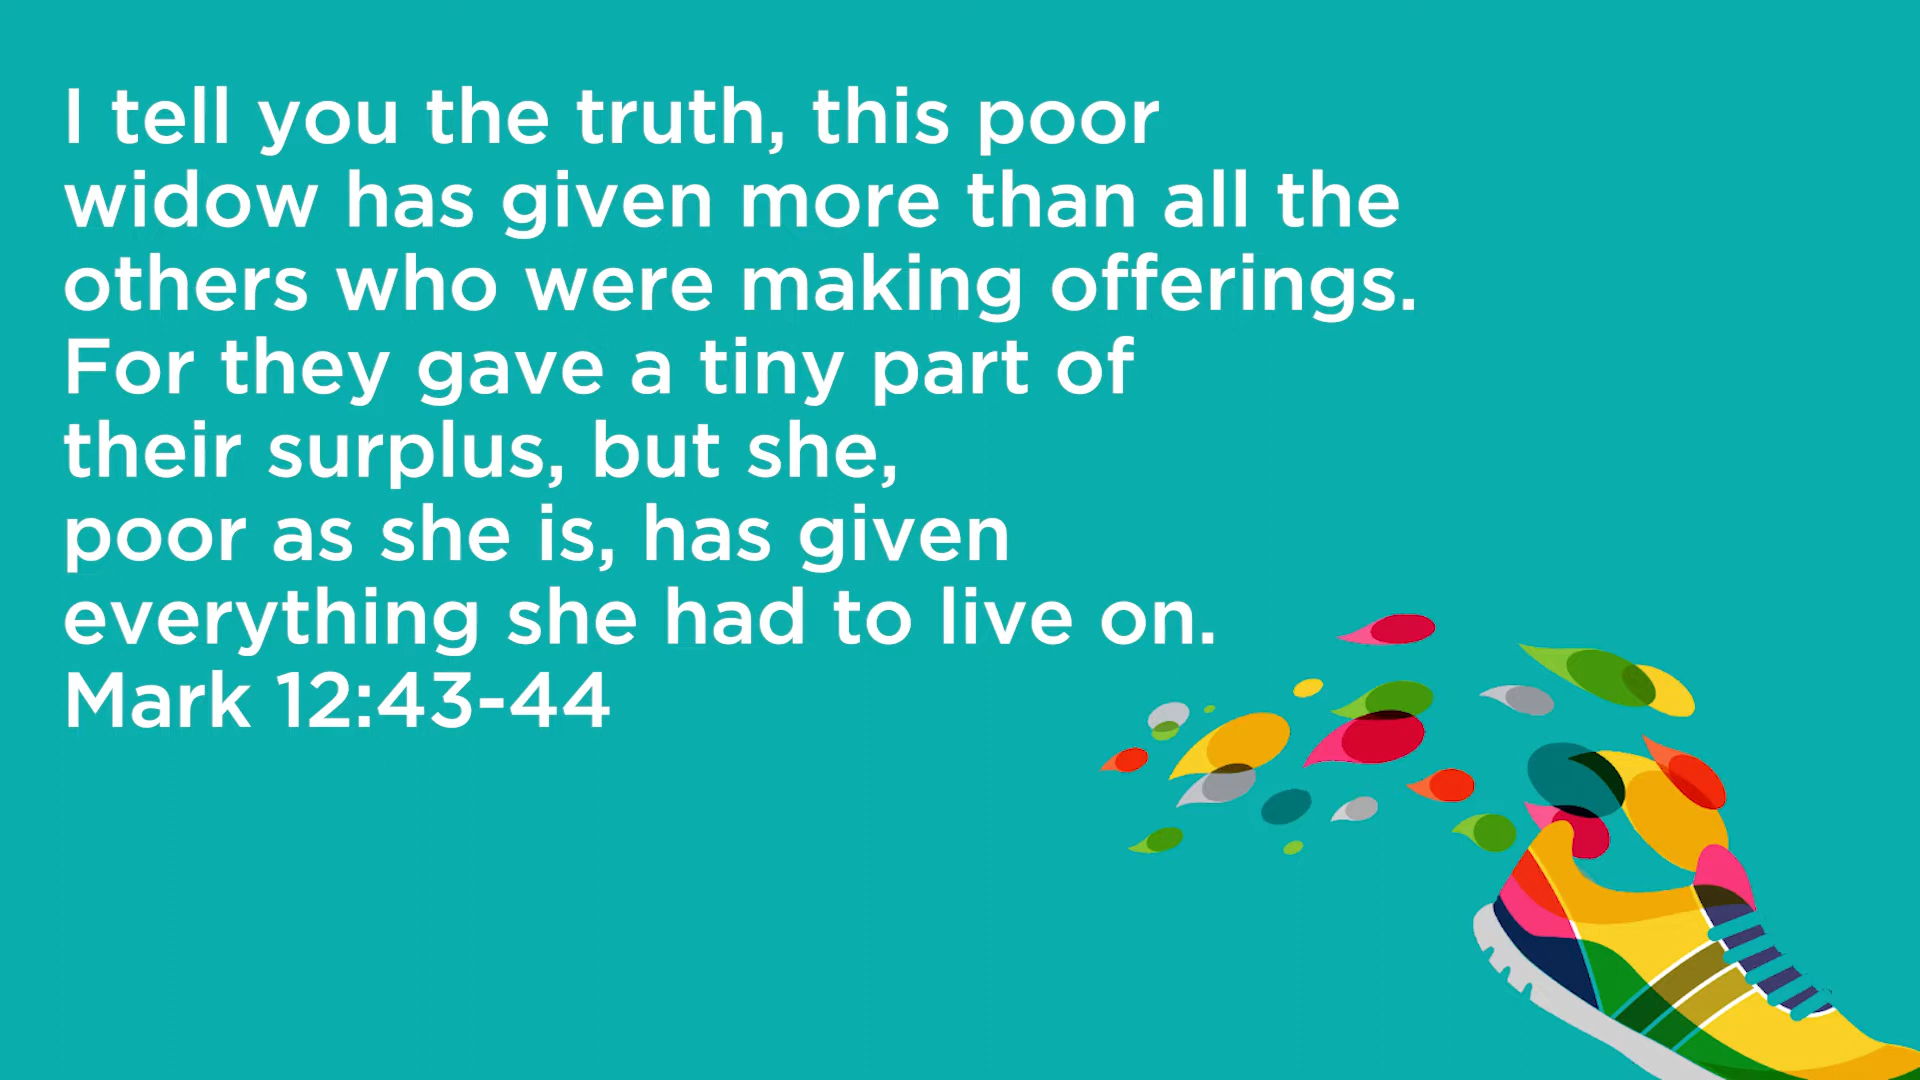 I tell you the truth, this poor
widow has given more than all the
others who were making offerings.
For they gave a tiny part of
their surplus, but she,
poor as she is, has given
everything she had to live on.
Mark 12:43-44